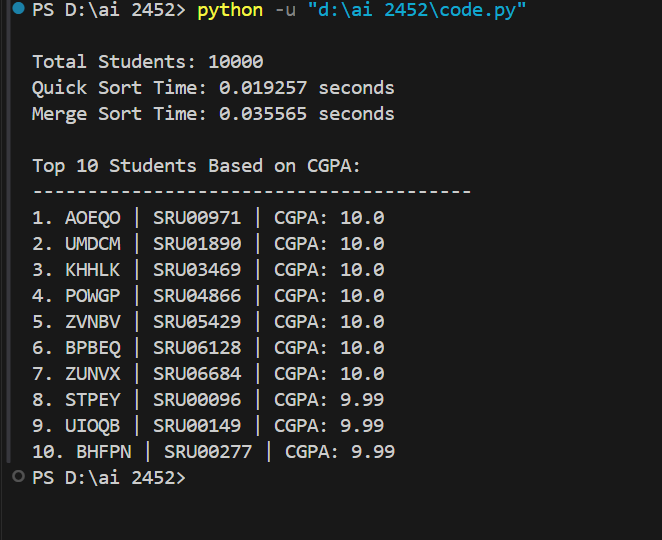 PS D:\ai 2452> python -u "d:\ai 2452\code.py"
Total Students: 10000
Quick Sort Time: 0.019257 seconds
Merge Sort Time: 0.035565 seconds
Top 10 Students Based on CGPA:
----------------------------------------
1. AOEQO | SRU00971 | CGPA: 10.0
2. UMDCM | SRU01890 | CGPA: 10.0
3. KHHLK | SRU03469 | CGPA: 10.0
4. POWGP | SRU04866 | CGPA: 10.0
5. ZVNBV | SRU05429 | CGPA: 10.0
6. BPBEQ | SRU06128 | CGPA: 10.0
7. ZUNVX | SRU06684 | CGPA: 10.0
8. STPEY | SRU00096 | CGPA: 9.99
9. UIOQB | SRU00149 | CGPA: 9.99
10. BHFPN | SRU00277 | CGPA: 9.99
PS D:\ai 2452>